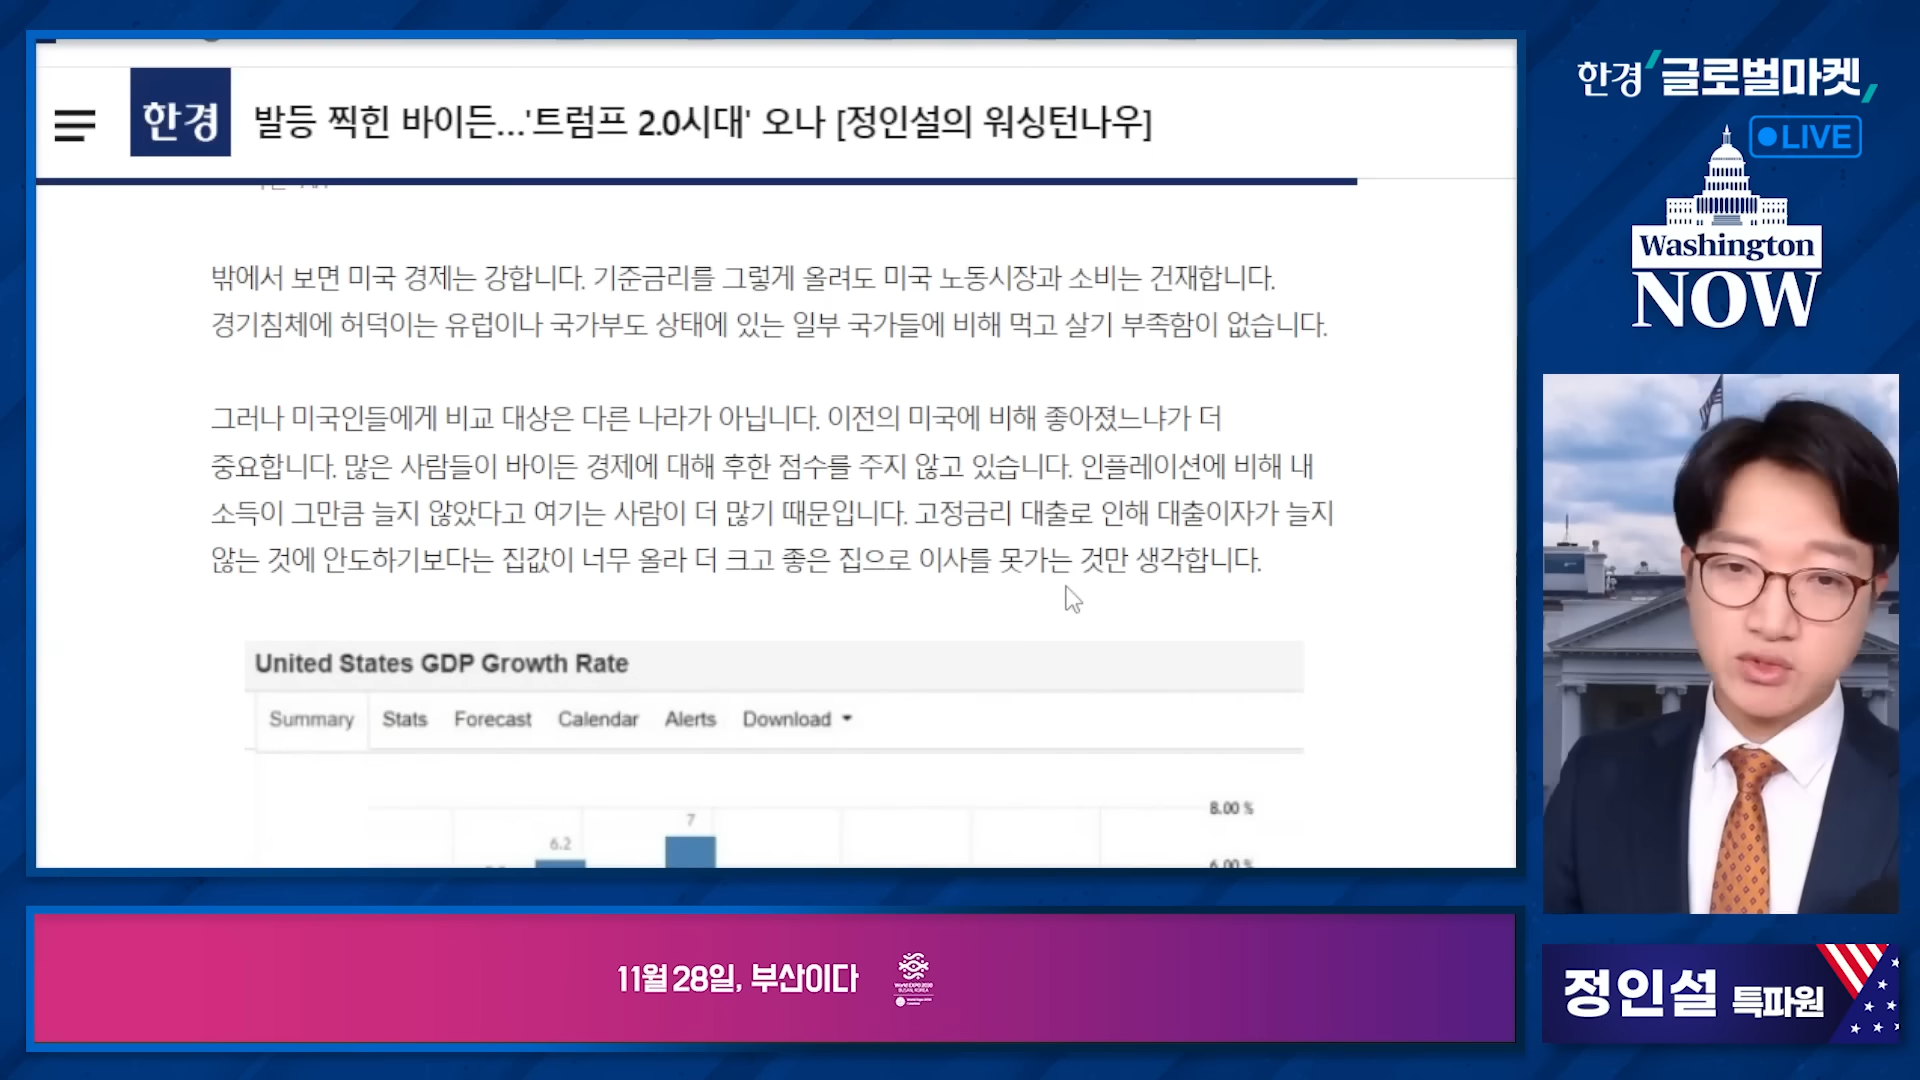 한경
발등 찍힌 바이든...'트럼프 2.0시대' 오나 [정인설의 워싱턴나우]
밖에서 보면 미국 경제는 강합니다. 기준금리를 그렇게 올려도 미국 노동시장과 소비는 건재합니다.
경기침체에 허덕이는 유럽이나 국가부도 상태에 있는 일부 국가들에 비해 먹고 살기 부족함이 없습니다.
그러나 미국인들에게 비교 대상은 다른 나라가 아닙니다. 이전의 미국에 비해 좋아졌느냐가 더
중요합니다. 많은 사람들이 바이든 경제에 대해 후한 점수를 주지 않고 있습니다. 인플레이션에 비해 내
소득이 그만큼 늘지 않았다고 여기는 사람이 더 많기 때문입니다. 고정금리 대출로 인해 대출이자가 늘지
않는 것에 안도하기보다는 집값이 너무 올라 더 크고 좋은 집으로 이사를 못가는 것만 생각합니다.
United States GDP Growth Rate
Summary Stats Forecast Calendar Alerts Download
8.00 %
7
6.2
6.00 %
한경 글로벌마켓
LIVE
Washington
NOW
11월 28일, 부산이다
정인설 특파원